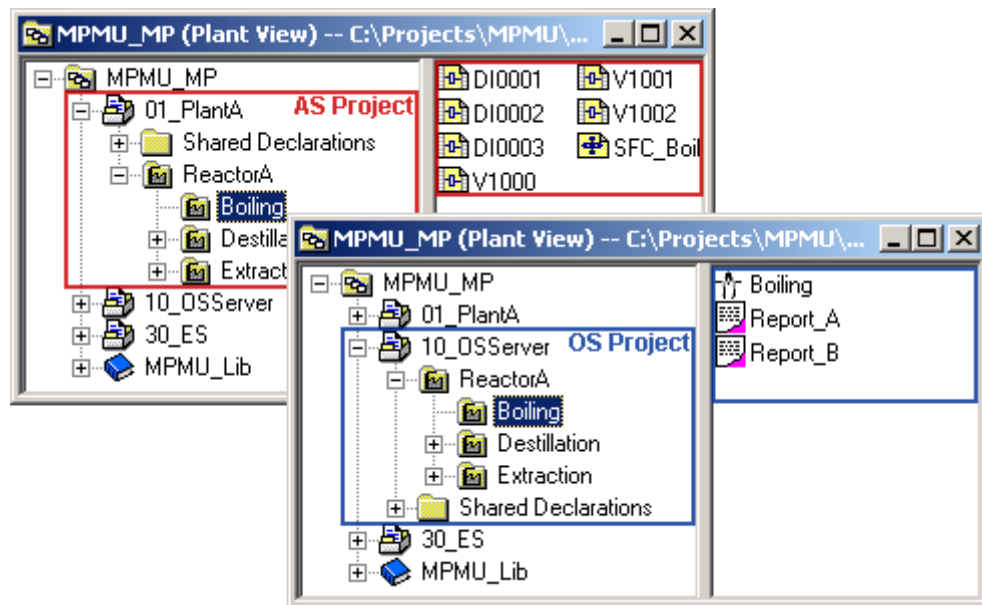 MPMU_MP (Plant View) -- C:\Projects\MPMU\...
MPMU_MP
01_PlantA
AS Project
Shared Declarations
ReactorA
Boiling
Destilla
Extract
10_OSServer
30_ES
MPMU_Lib
DI0001
V1001
DI0002
V1002
DI0003
SFC_Boil
V1000
MPMU_MP (Plant View) -- C:\Projects\MPMU\...
MPMU_MP
01_PlantA
10_OSServer
OS Project
ReactorA
Boiling
Destillation
Extraction
Shared Declarations
30_ES
MPMU_Lib
Boiling
Report_A
Report_B